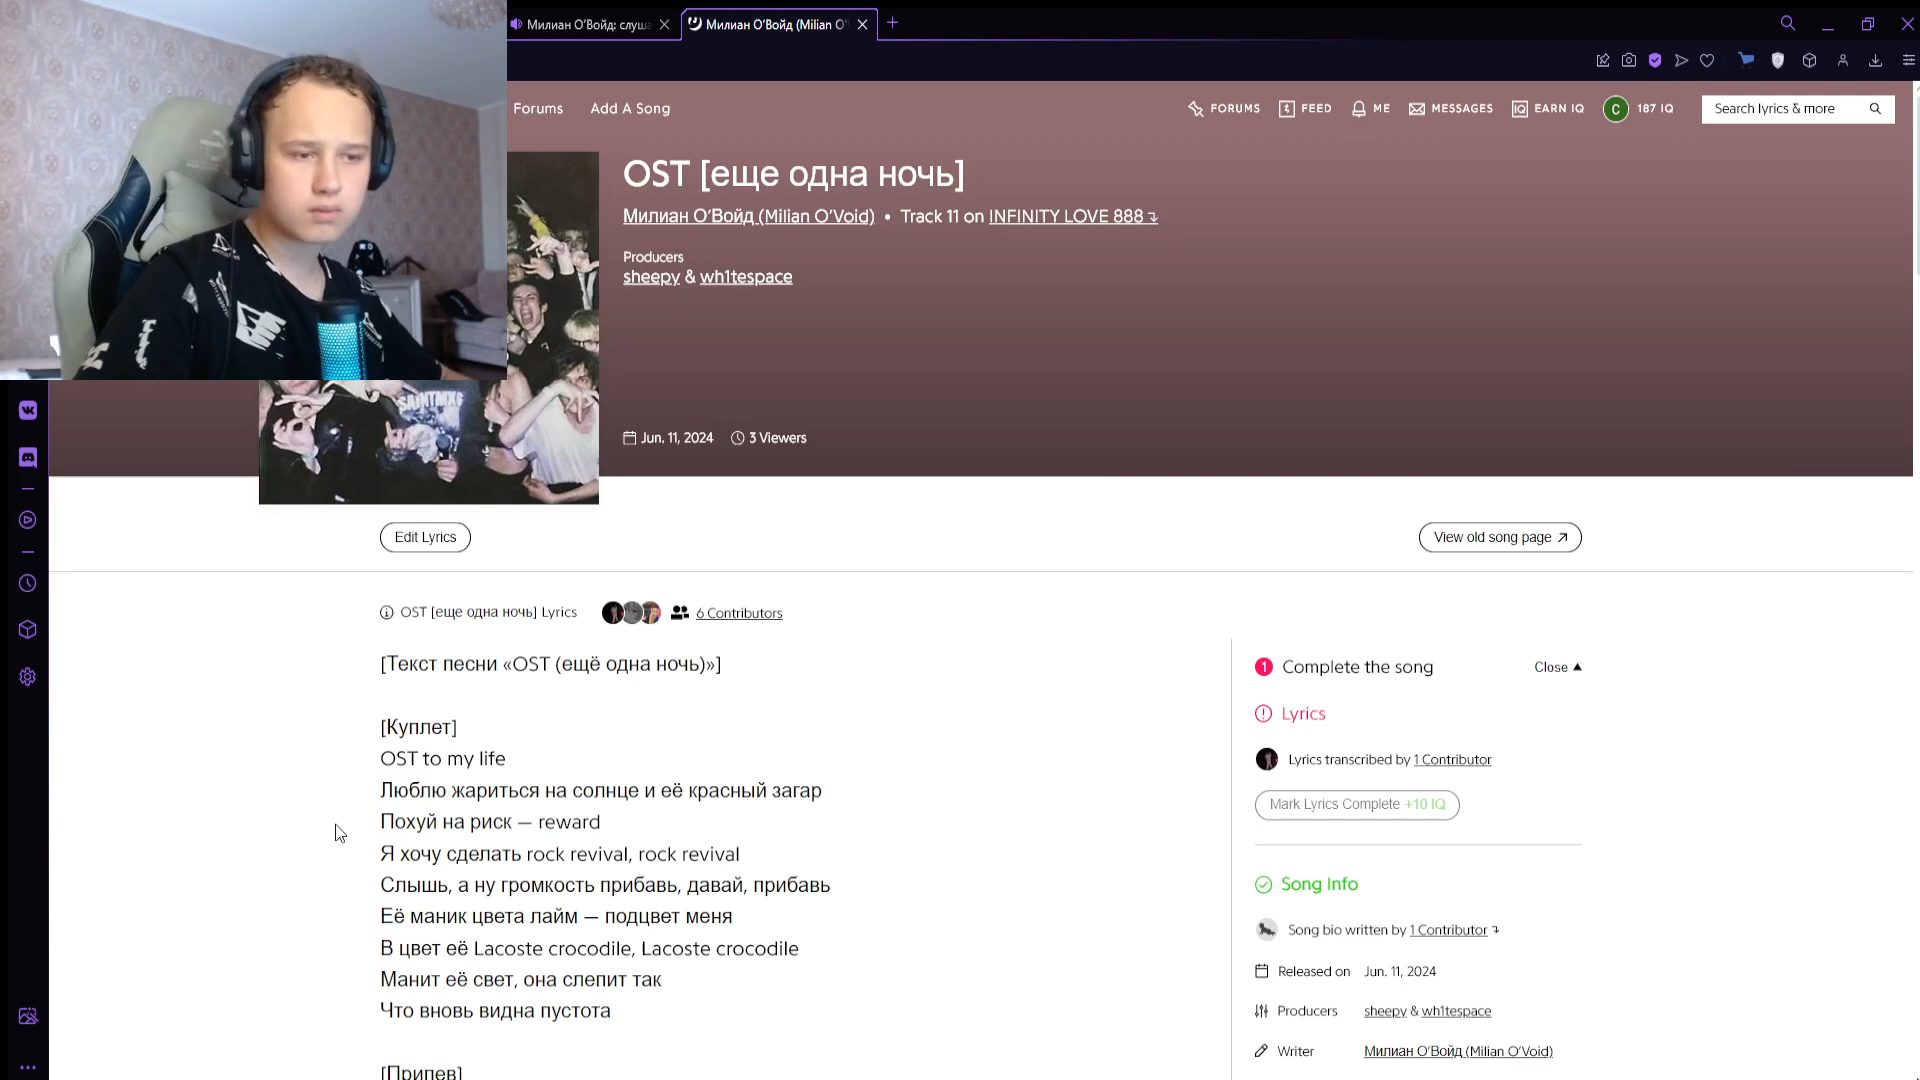 Милиан О'Войд: слуша
Милиан О'Войд (Milian O'
Forums
Add A Song
FORUMS
FEED
ME
MESSAGES
EARN IQ
C
187 IQ
Search lyrics & more
OST [еще одна ночь]
Милиан О'Войд (Milian O'Void) • Track 11 on INFINITY LOVE 888
Producers
sheepy & wh1tespace
SAINTMX6
Jun. 11, 2024
3 Viewers
Edit Lyrics
View old song page
OST [еще одна ночь] Lyrics
6 Contributors
[Текст песни «OST (ещё одна ночь)»]
[Куплет]
OST to my life
Люблю жариться на солнце и её красный загар
Похуй на риск — reward
Я хочу сделать rock revival, rock revival
Слышь, а ну громкость прибавь, давай, прибавь
Её маник цвета лайм — подцвет меня
В цвет её Lacoste crocodile, Lacoste crocodile
Манит её свет, она слепит так
Что вновь видна пустота
[Припев]
1 Complete the song
Close
Lyrics
Lyrics transcribed by 1 Contributor
Mark Lyrics Complete +10 IQ
Song Info
Song bio written by 1 Contributor
Released on Jun. 11, 2024
Producers sheepy & wh1tespace
Writer Милиан О'Войд (Milian O'Void)